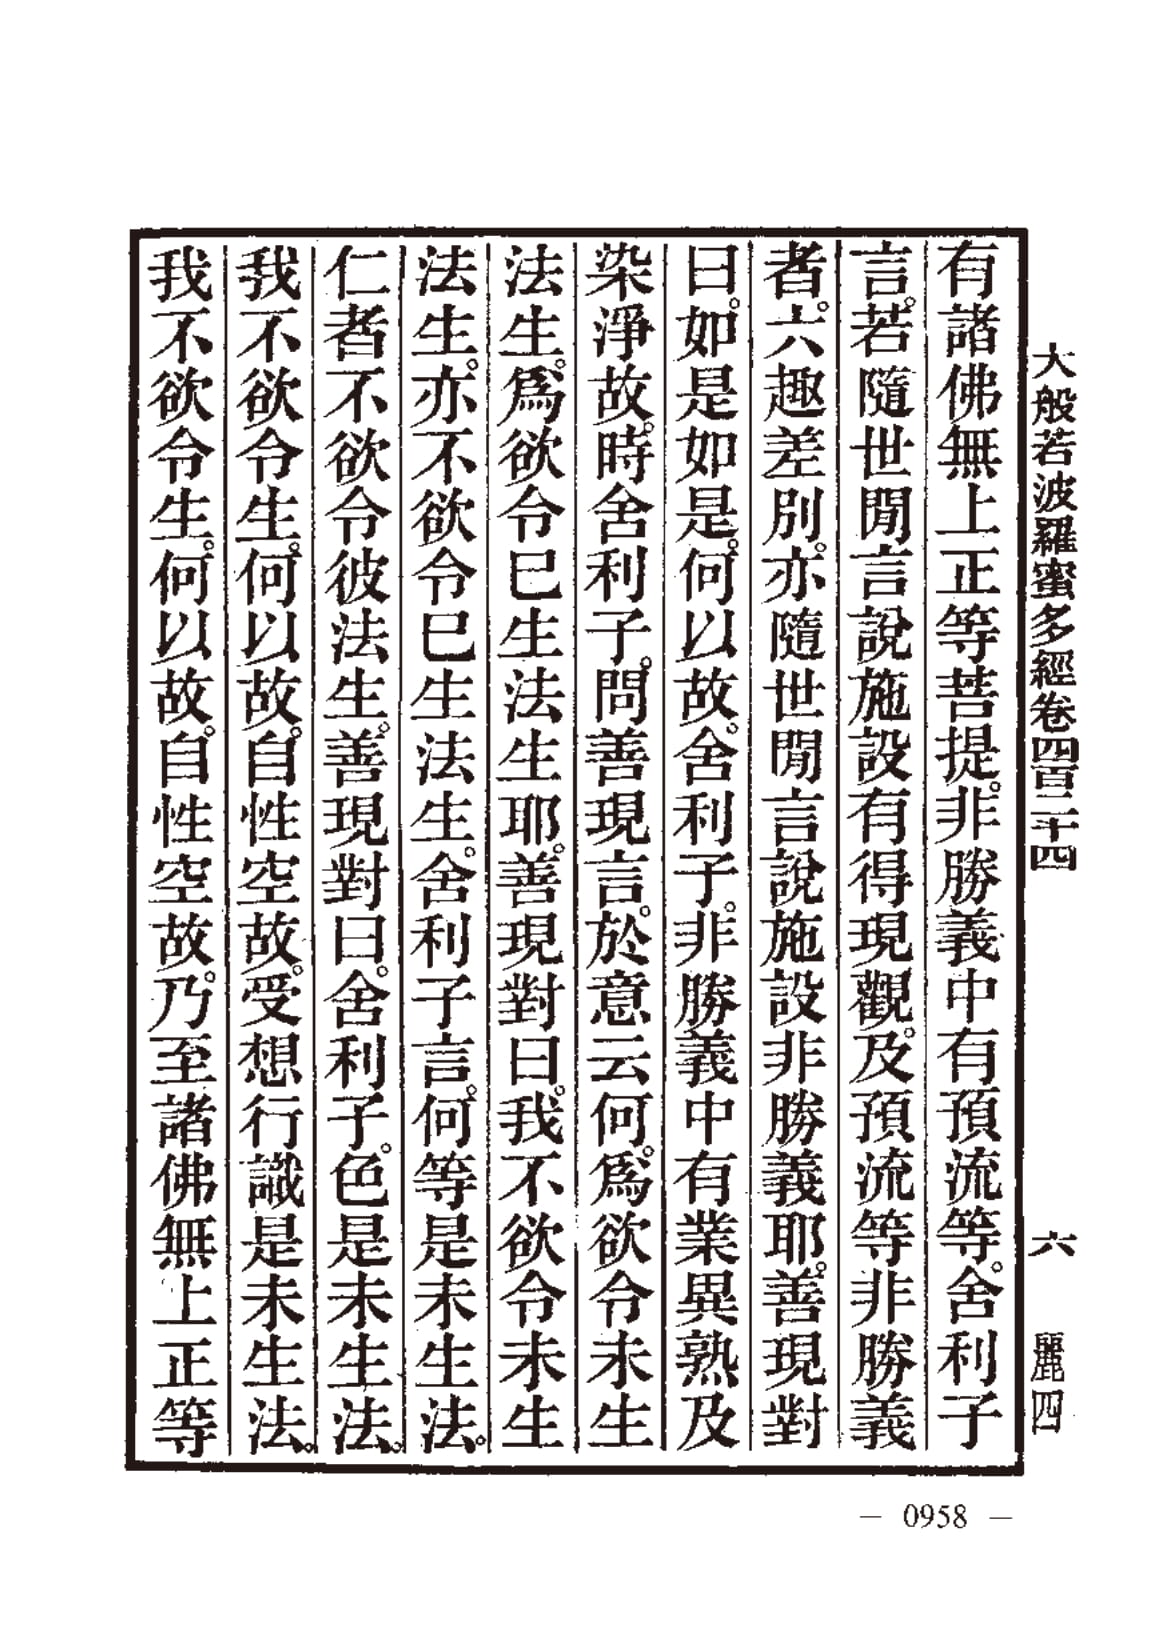 大般若波羅蜜多經卷四百二十四　六　麗四
有諸佛無上正等菩提。非勝義中有預流等。舍利子
言。若隨世閒言說施設有得現觀。及預流等非勝義
者。六趣差別。亦隨世閒言說施設非勝義耶。善現對
曰。如是如是。何以故。舍利子。非勝義中有業異熟及
染淨故。時舍利子。問善現言。於意云何。爲欲令未生
法生。爲欲令已生法生耶。善現對曰。我不欲令未生
法生。亦不欲令已生法生。舍利子言。何等是未生法。
仁者不欲令彼法生。善現對曰。舍利子。色是未生法。
我不欲令生。何以故。自性空故。受想行識是未生法。
我不欲令生。何以故。自性空故。乃至諸佛無上正等
— 0958 —